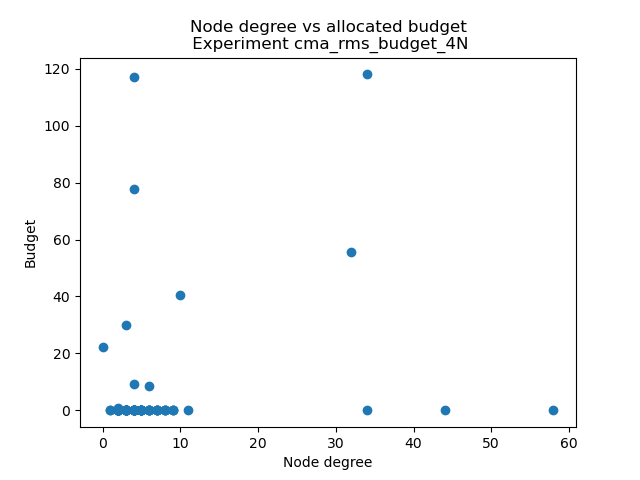 Node degree vs allocated budget
Experiment cma_rms_budget_4N
120
100
80
60
40
20
0
Budget
0 10 20 30 40 50 60
Node degree